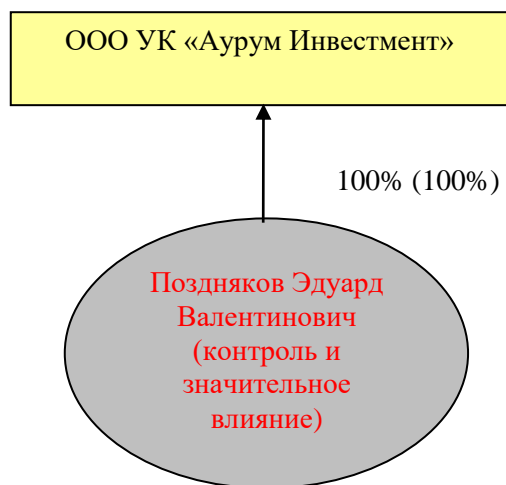 ООО УК «Аурум Инвестмент»
100% (100%)
Поздняков Эдуард
Валентинович
(контроль и
значительное
влияние)